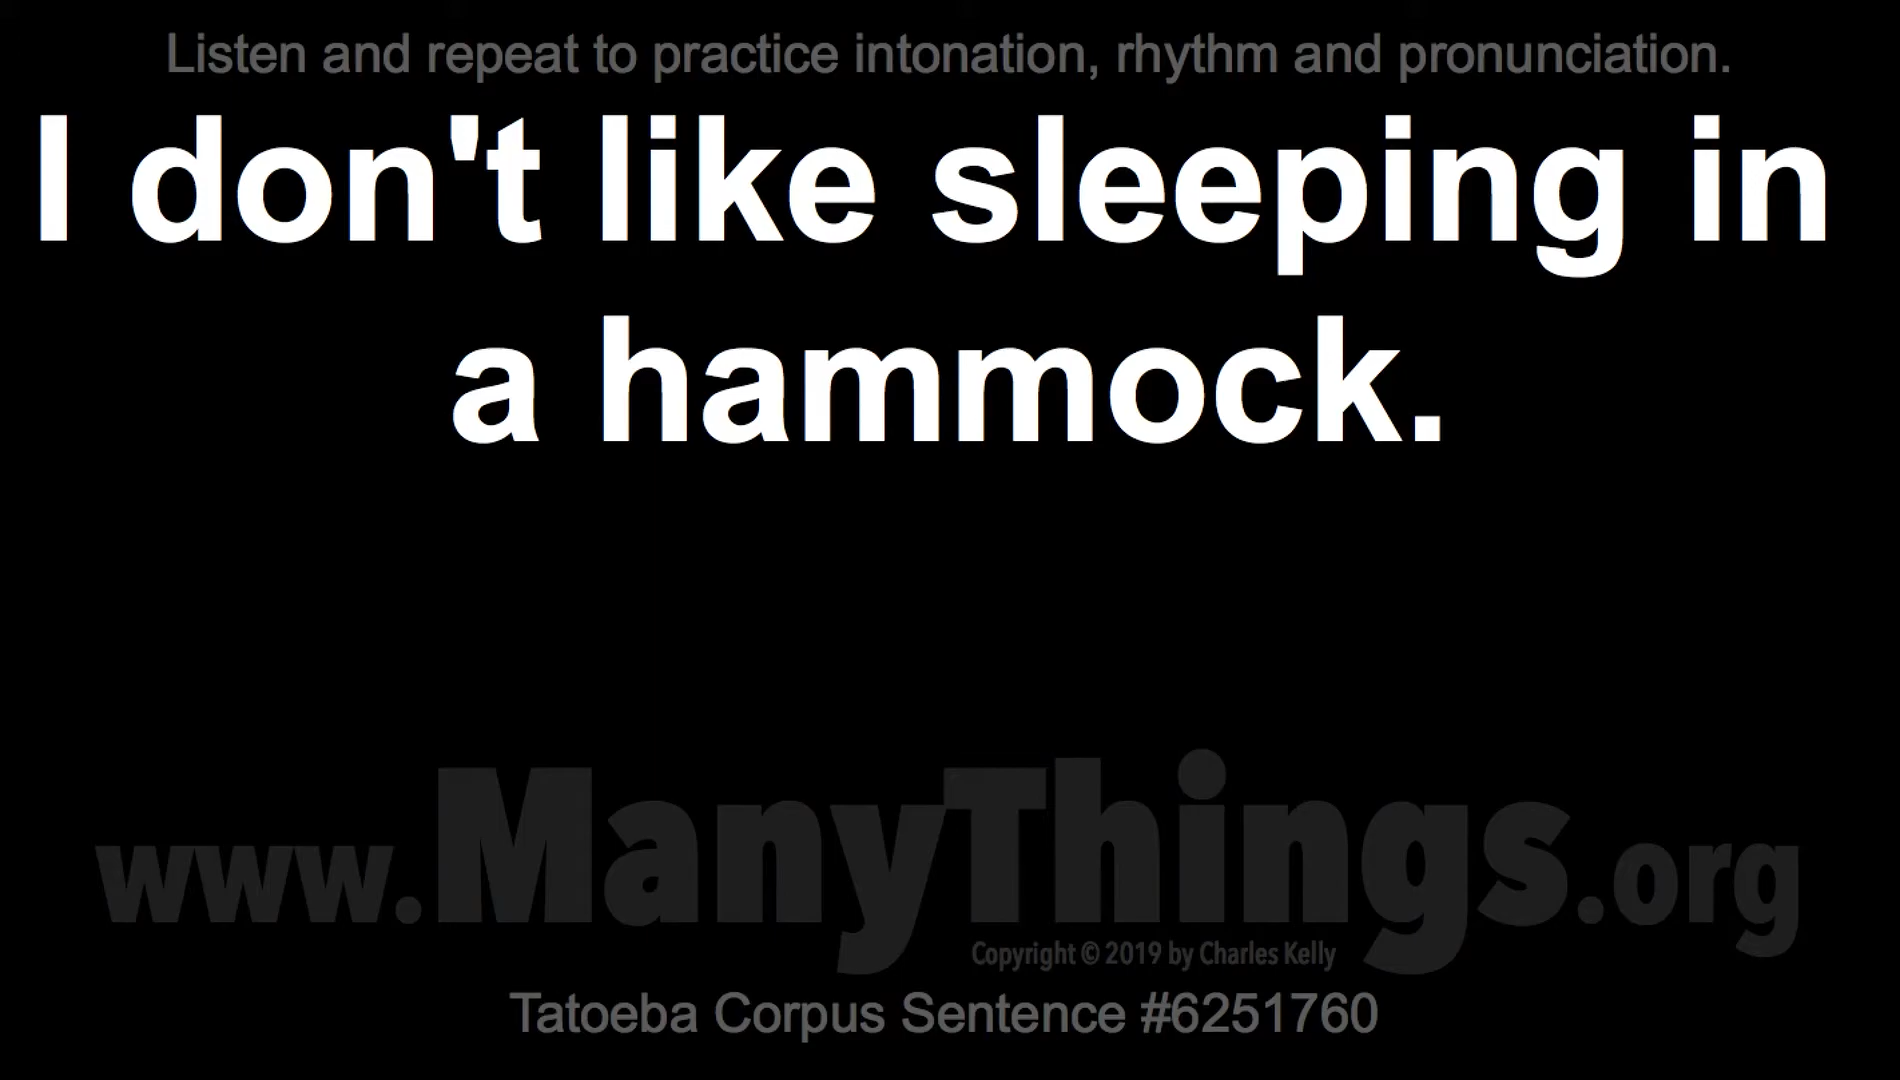 Listen and repeat to practice intonation, rhythm and pronunciation.
I don't like sleeping in
a hammock.
www.ManyThings.org
Copyright © 2019 by Charles Kelly
Tatoeba Corpus Sentence #6251760